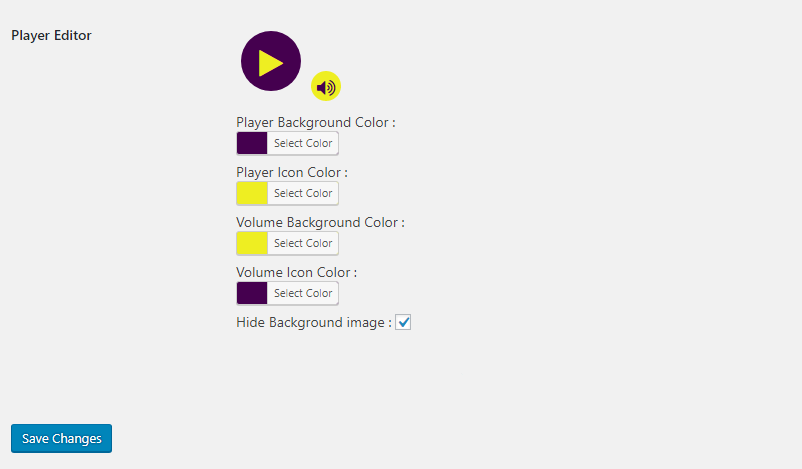 Player Editor
Player Background Color :
Select Color
Player Icon Color :
Select Color
Volume Background Color :
Select Color
Volume Icon Color :
Select Color
Hide Background image :
Save Changes